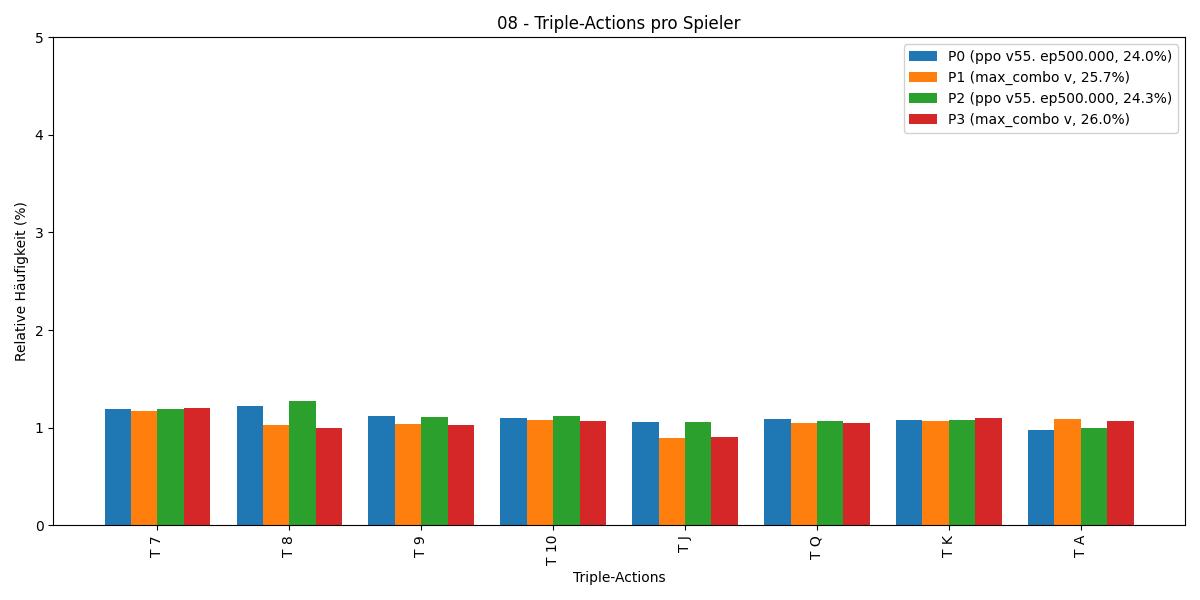 08 - Triple-Actions pro Spieler
P0 (ppo v55. ep500.000, 24.0%)
P1 (max_combo v, 25.7%)
P2 (ppo v55. ep500.000, 24.3%)
P3 (max_combo v, 26.0%)
Relative Häufigkeit (%)
5
4
3
2
1
0
T 7
T 8
T 9
T 10
T J
T Q
T K
T A
Triple-Actions